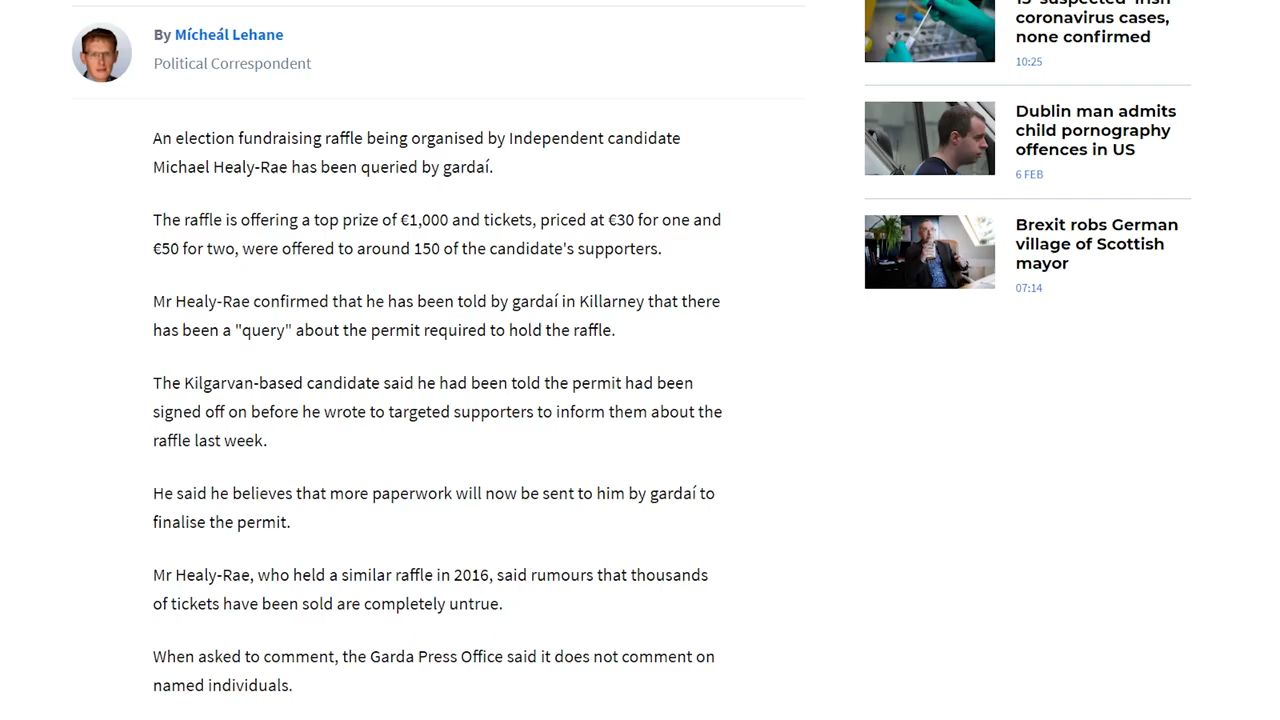 By Mícheál Lehane
Political Correspondent
An election fundraising raffle being organised by Independent candidate
Michael Healy-Rae has been queried by gardaí.
The raffle is offering a top prize of €1,000 and tickets, priced at €30 for one and
€50 for two, were offered to around 150 of the candidate's supporters.
Mr Healy-Rae confirmed that he has been told by gardaí in Killarney that there
has been a "query" about the permit required to hold the raffle.
The Kilgarvan-based candidate said he had been told the permit had been
signed off on before he wrote to targeted supporters to inform them about the
raffle last week.
He said he believes that more paperwork will now be sent to him by gardaí to
finalise the permit.
Mr Healy-Rae, who held a similar raffle in 2016, said rumours that thousands
of tickets have been sold are completely untrue.
When asked to comment, the Garda Press Office said it does not comment on
named individuals.
15 'suspected' Irish
coronavirus cases,
none confirmed
10:25
Dublin man admits
child pornography
offences in US
6 FEB
Brexit robs German
village of Scottish
mayor
07:14